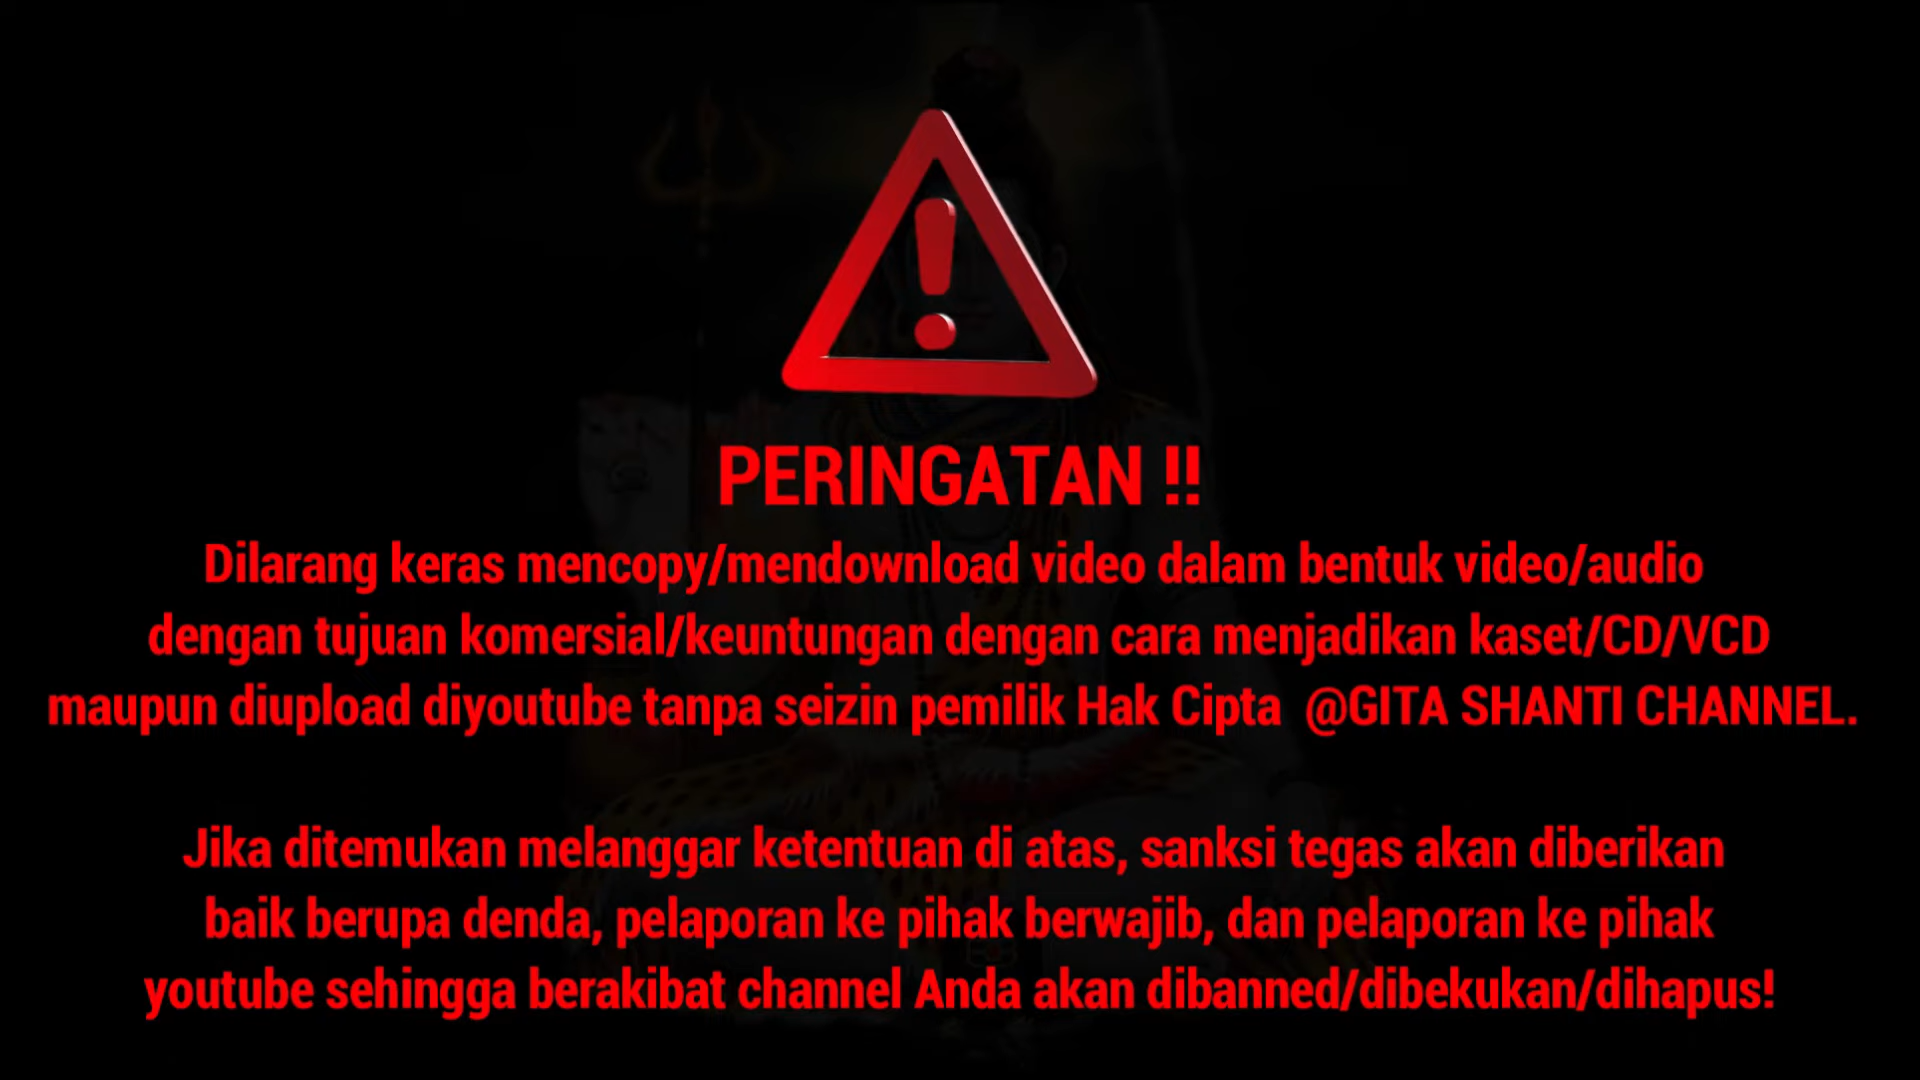 PERINGATAN !!
Dilarang keras mencopy/mendownload video dalam bentuk video/audio
dengan tujuan komersial/keuntungan dengan cara menjadikan kaset/CD/VCD
maupun diupload diyoutube tanpa seizin pemilik Hak Cipta @GITA SHANTI CHANNEL.
Jika ditemukan melanggar ketentuan di atas, sanksi tegas akan diberikan
baik berupa denda, pelaporan ke pihak berwajib, dan pelaporan ke pihak
youtube sehingga berakibat channel Anda akan dibanned/dibekukan/dihapus!